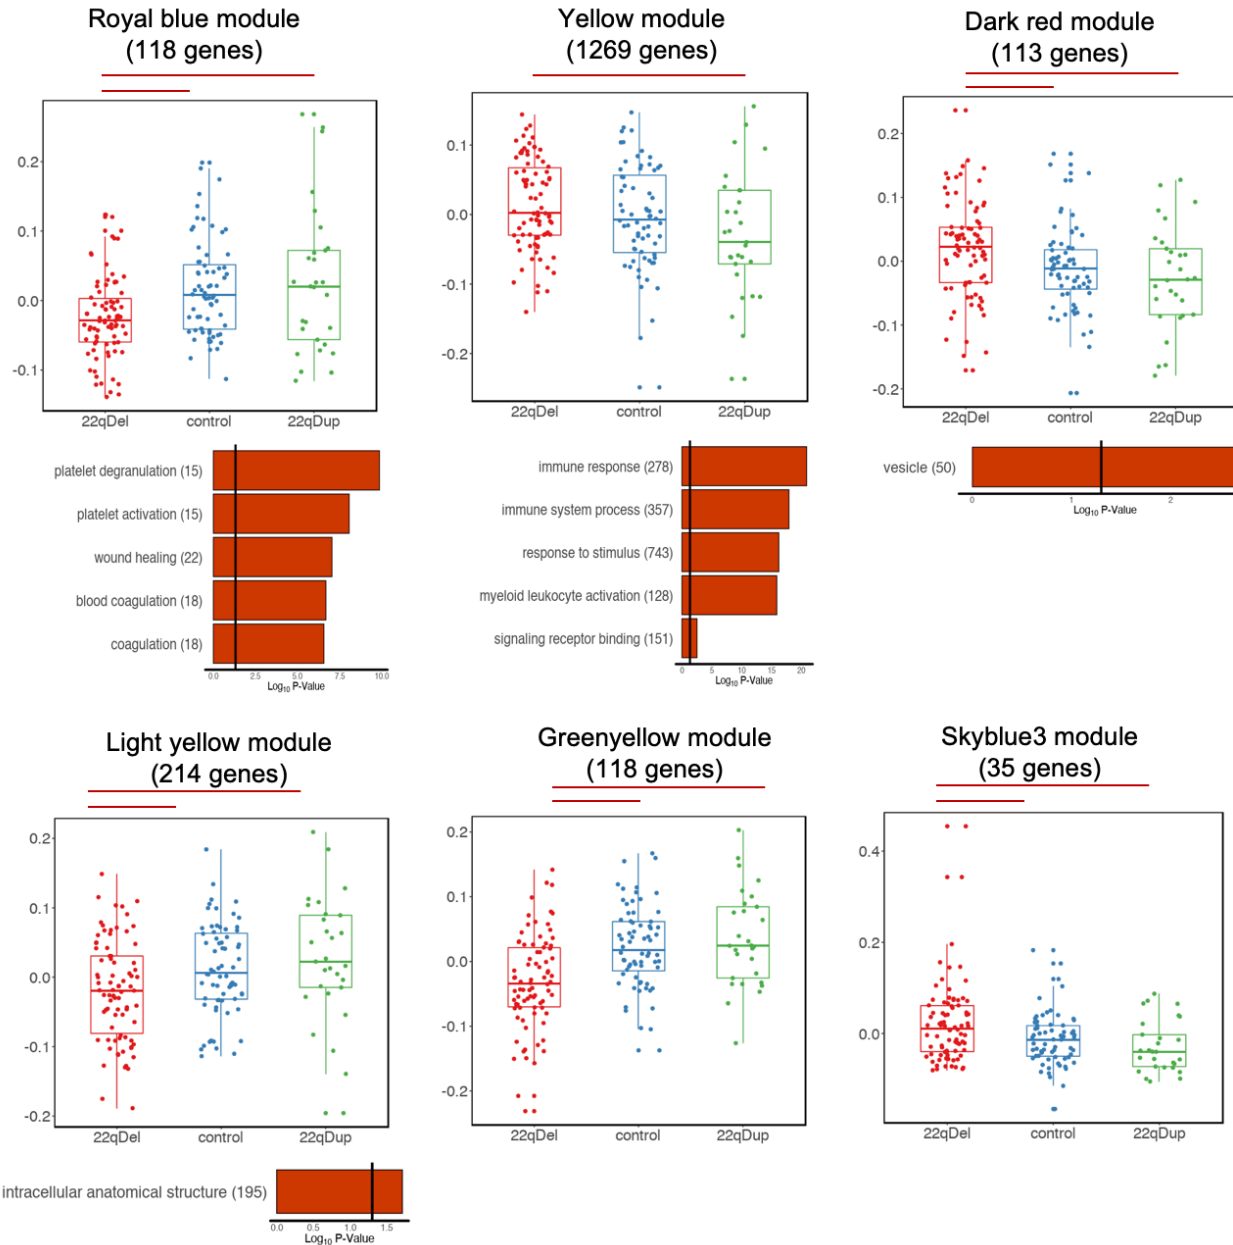 Royal blue module
(118 genes)
0.2
0.1
0.0
-0.1
22qDel control 22qDup
platelet degranulation (15)
platelet activation (15)
wound healing (22)
blood coagulation (18)
coagulation (18)
0.0 2.5 5.0 7.5 10.0
Log10 P-Value
Yellow module
(1269 genes)
0.1
0.0
-0.1
-0.2
22qDel control 22qDup
immune response (278)
immune system process (357)
response to stimulus (743)
myeloid leukocyte activation (128)
signaling receptor binding (151)
0 5 10 15 20
Log10 P-Value
Dark red module
(113 genes)
0.2
0.1
0.0
-0.1
-0.2
22qDel control 22qDup
vesicle (50)
0 1 2
Log10 P-Value
Light yellow module
(214 genes)
0.2
0.1
0.0
-0.1
-0.2
22qDel control 22qDup
intracellular anatomical structure (195)
0.0 0.5 1.0 1.5
Log10 P-Value
Greenyellow module
(118 genes)
0.2
0.1
0.0
-0.1
-0.2
22qDel control 22qDup
Skyblue3 module
(35 genes)
0.4
0.2
0.0
22qDel control 22qDup